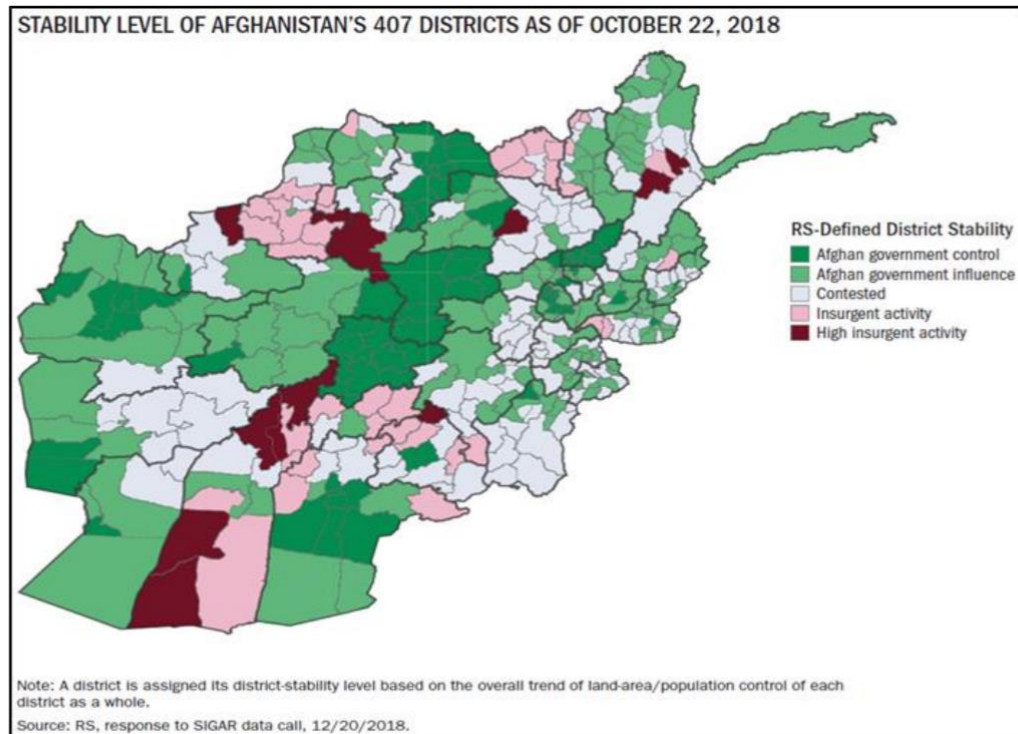 STABILITY LEVEL OF AFGHANISTAN'S 407 DISTRICTS AS OF OCTOBER 22, 2018
RS-Defined District Stability
Afghan government control
Afghan government influence
Contested
Insurgent activity
High insurgent activity
Note: A district is assigned its district-stability level based on the overall trend of land-area/population control of each
district as a whole.
Source: RS, response to SIGAR data call, 12/20/2018.